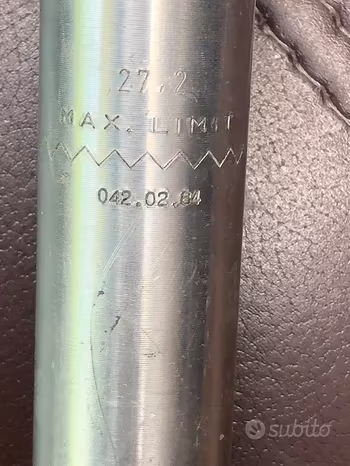 27.2
MAX. LIMIT
042.02.84
subito